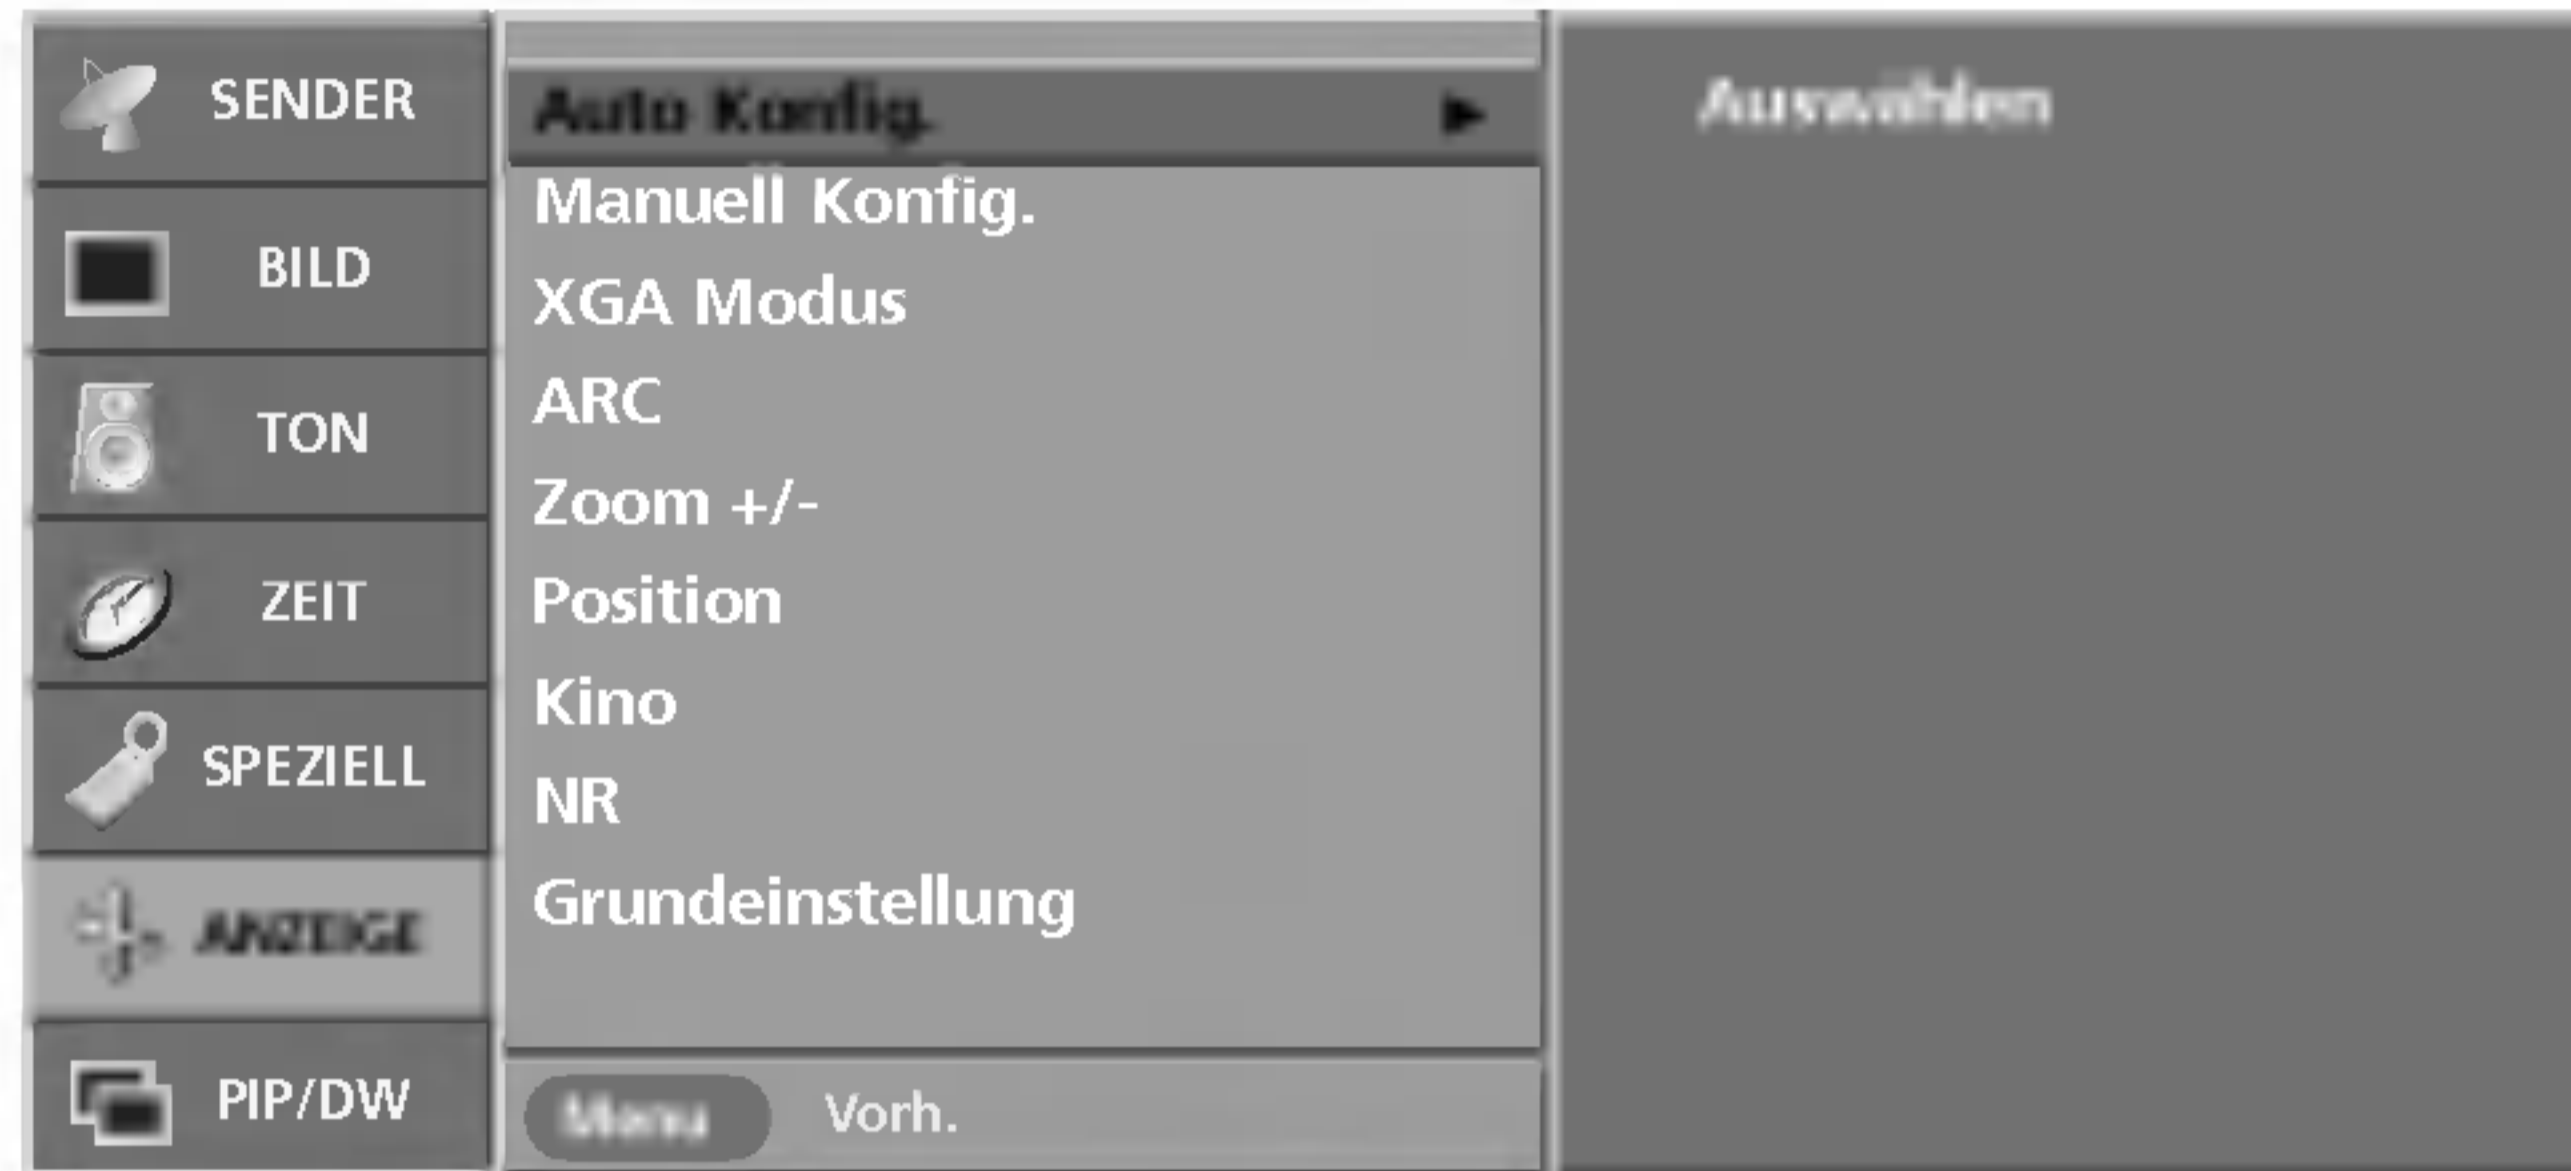 SENDER
BILD
TON
ZEIT
SPEZIELL
ANZEIGE
PIP/DW
Auto Konfig.
Manuell Konfig.
XGA Modus
ARC
Zoom +/-
Position
Kino
NR
Grundeinstellung
Menu Vorh.
Auswählen